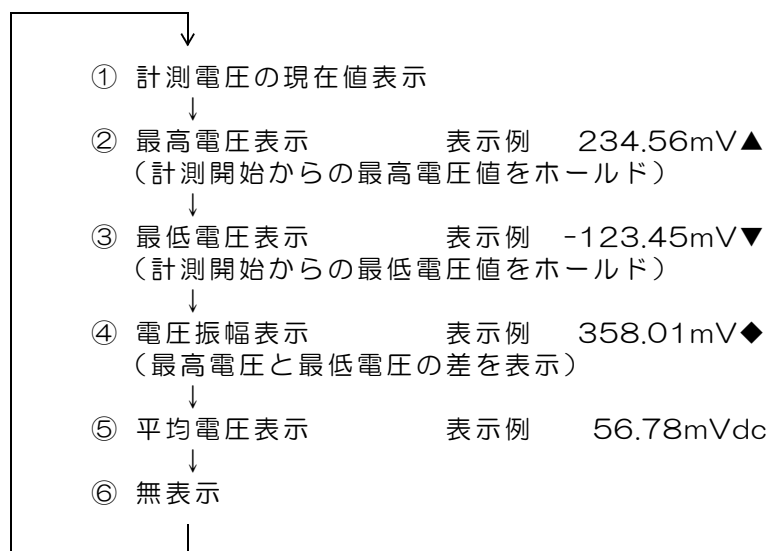 ① 計測電圧の現在値表示
↓
② 最高電圧表示 表示例 234.56mV▲
（計測開始からの最高電圧値をホールド）
↓
③ 最低電圧表示 表示例 -123.45mV▼
（計測開始からの最低電圧値をホールド）
↓
④ 電圧振幅表示 表示例 358.01mV◆
（最高電圧と最低電圧の差を表示）
↓
⑤ 平均電圧表示 表示例 56.78mVdc
↓
⑥ 無表示